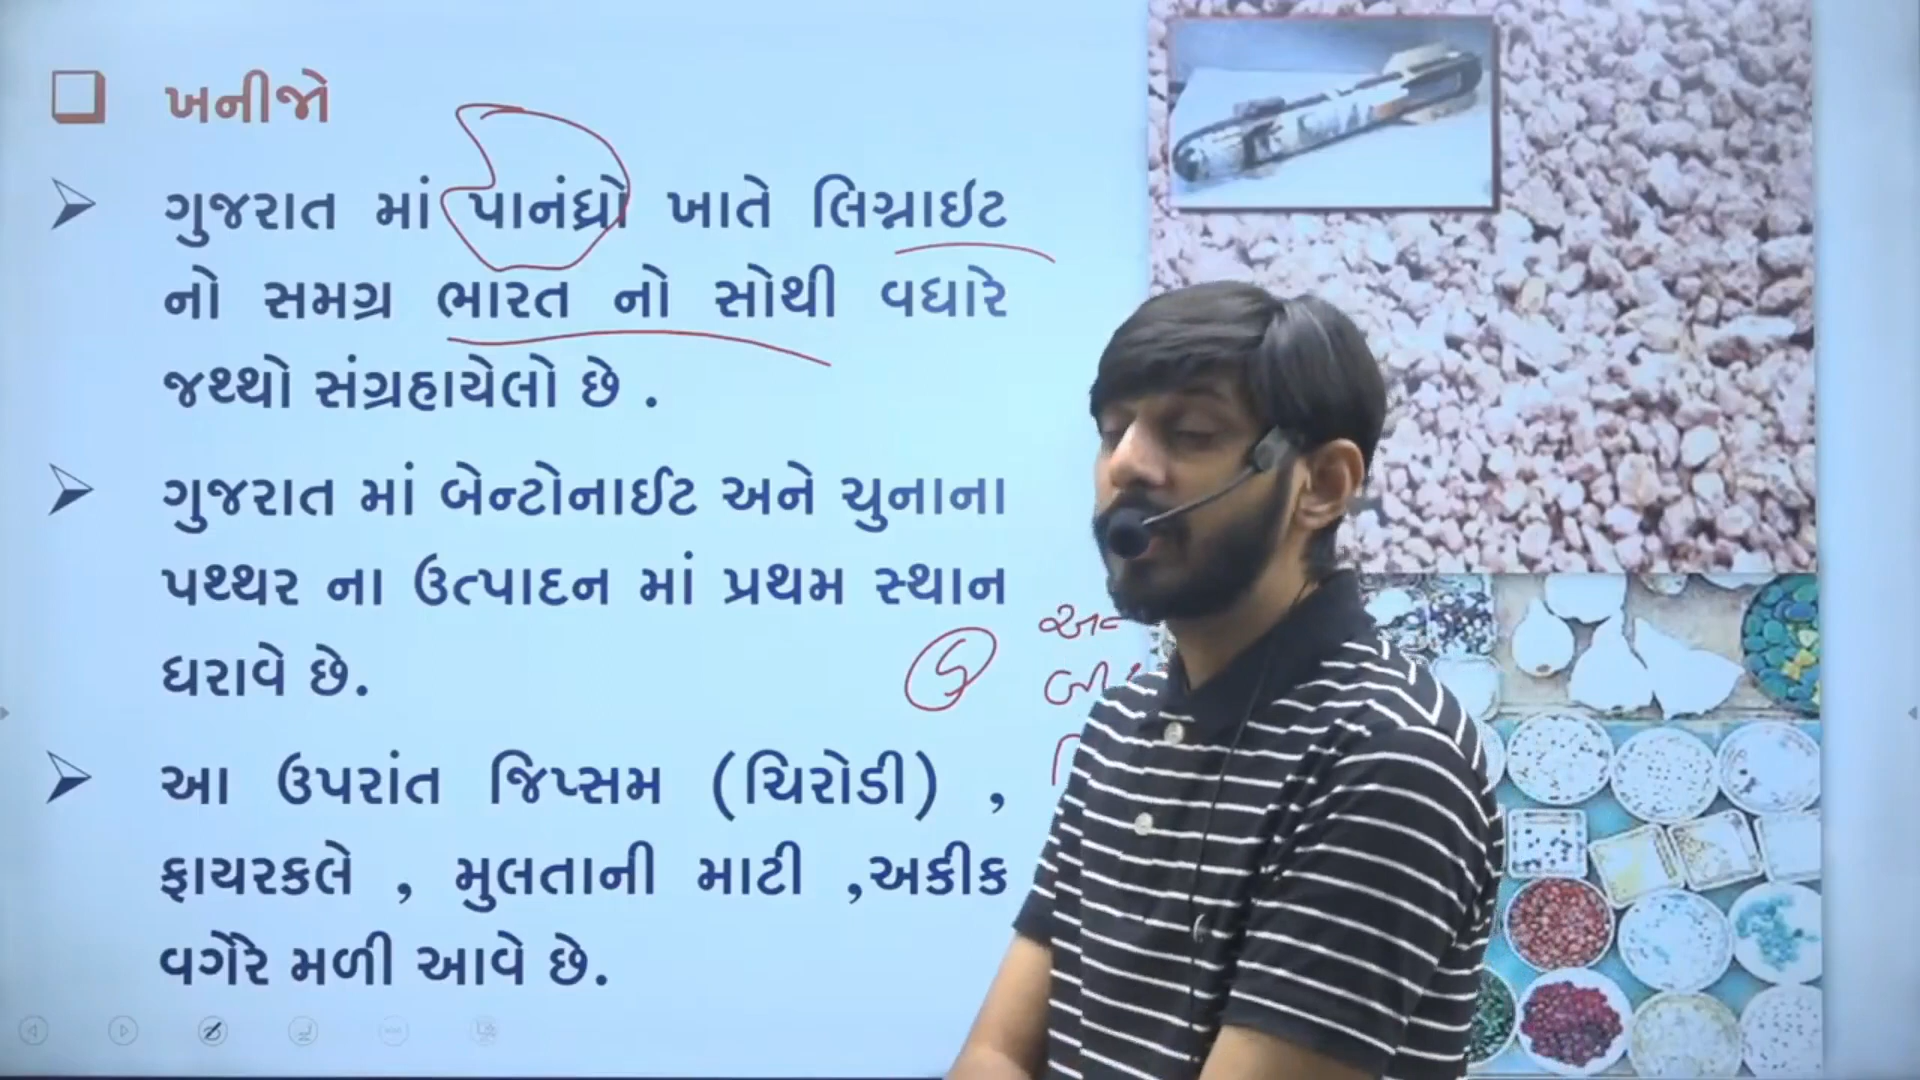 ખનીજો
ગુજરાત માં પાનંધ્રો ખાતે લિગ્નાઇટ
નો સમગ્ર ભારત નો સોથી વધારે
જથ્થો સંગ્રહાયેલો છે .
ગુજરાત માં બેન્ટોનાઈટ અને ચુનાના
પથ્થર ના ઉત્પાદન માં પ્રથમ સ્થાન
ધરાવે છે.
આ ઉપરાંત જિપ્સમ (ચિરોડી) ,
ફાયરકલે , મુલતાની માટી ,અકીક
વગેરે મળી આવે છે.